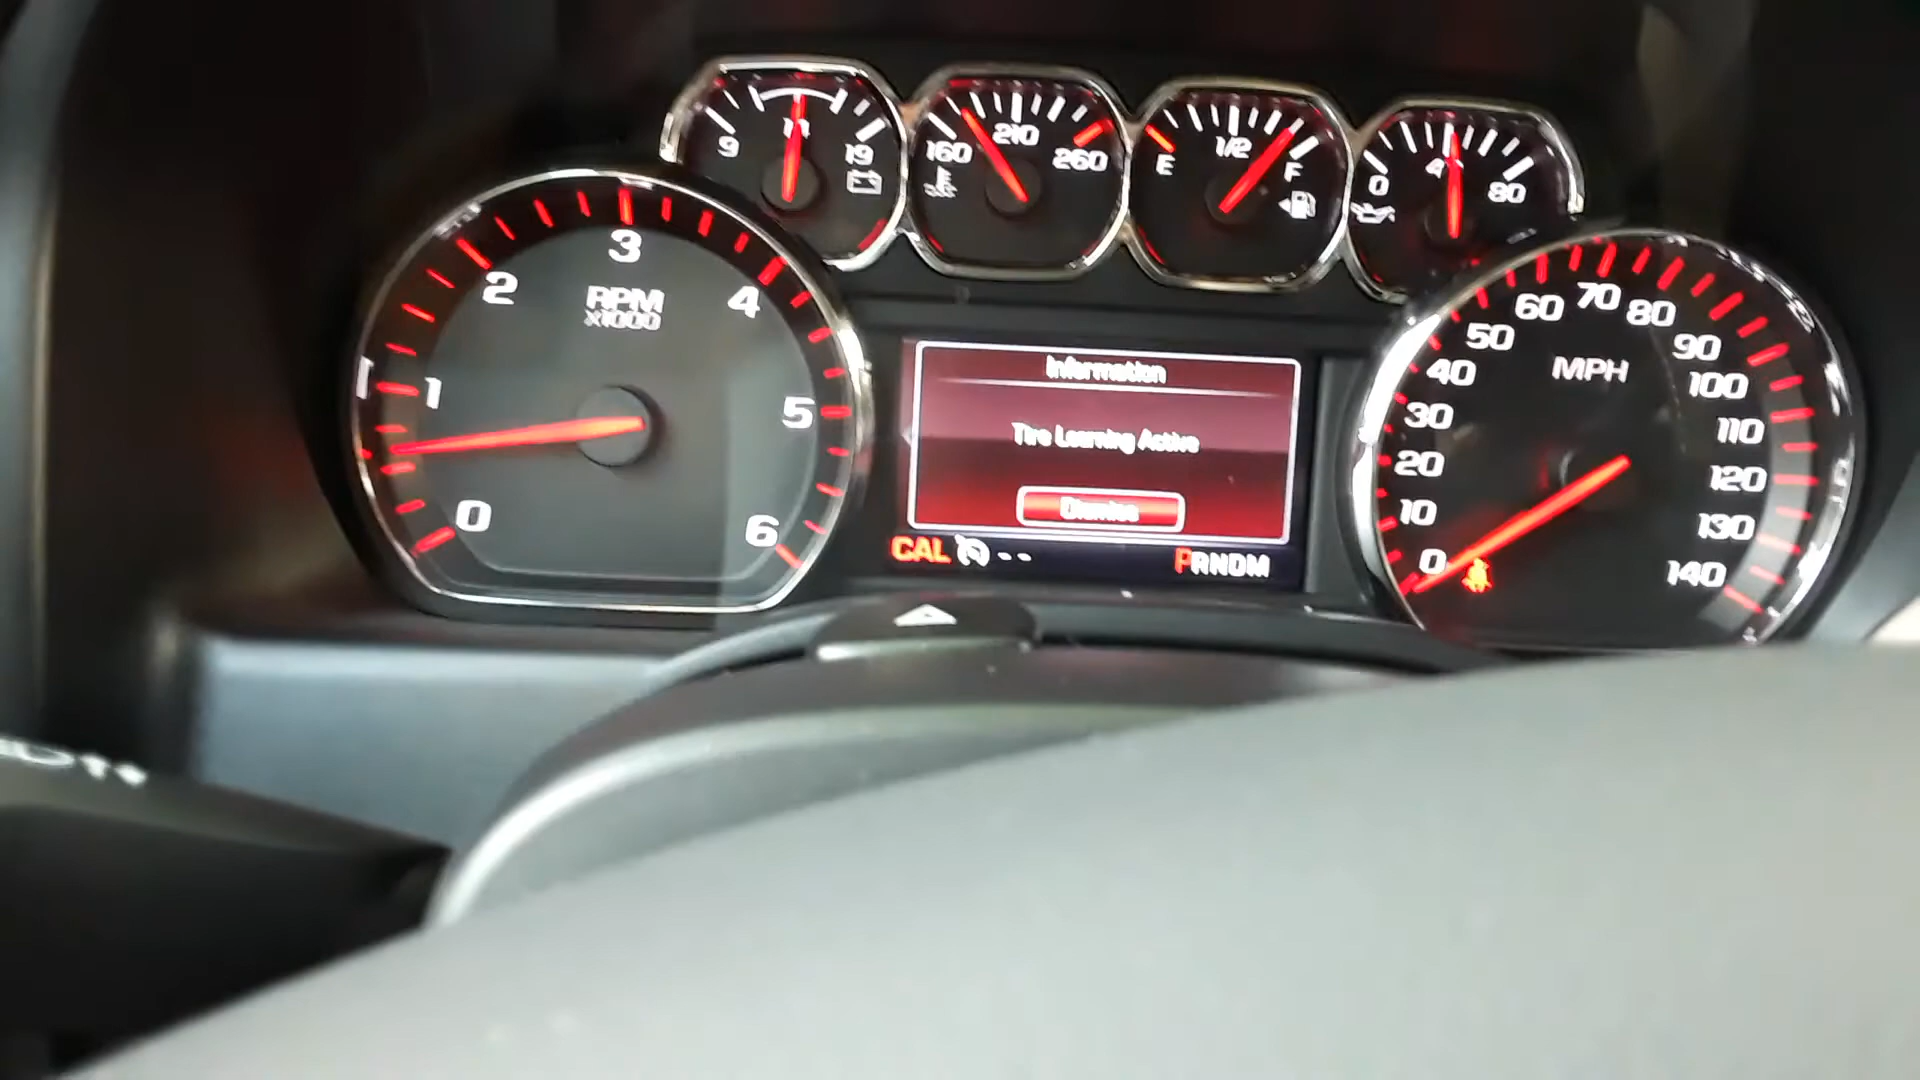 9 19
160 210 260
E 1/2 F
0 80
0 1 2 3 4 5 6
RPM
x1000
Information
Tire Learning Active
Dismiss
CAL --
PRNDM
0 10 20 30 40 50 60 70 80 90 100 110 120 130 140
MPH